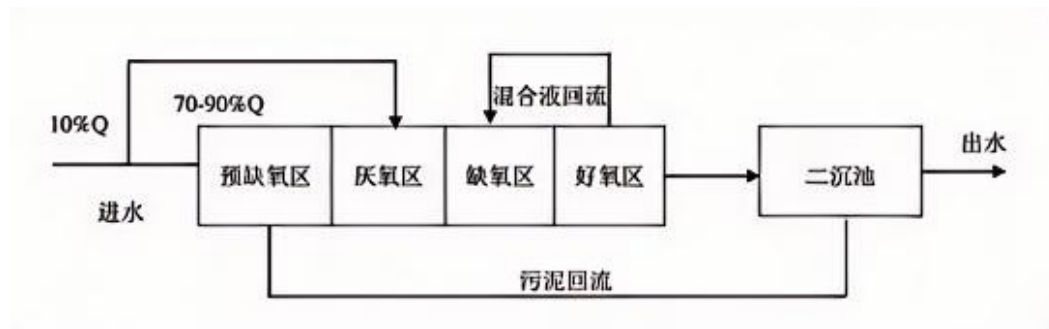 70-90%Q
混合液回流
10%Q
出水
预缺氧区
厌氧区
缺氧区
好氧区
二沉池
进水
污泥回流